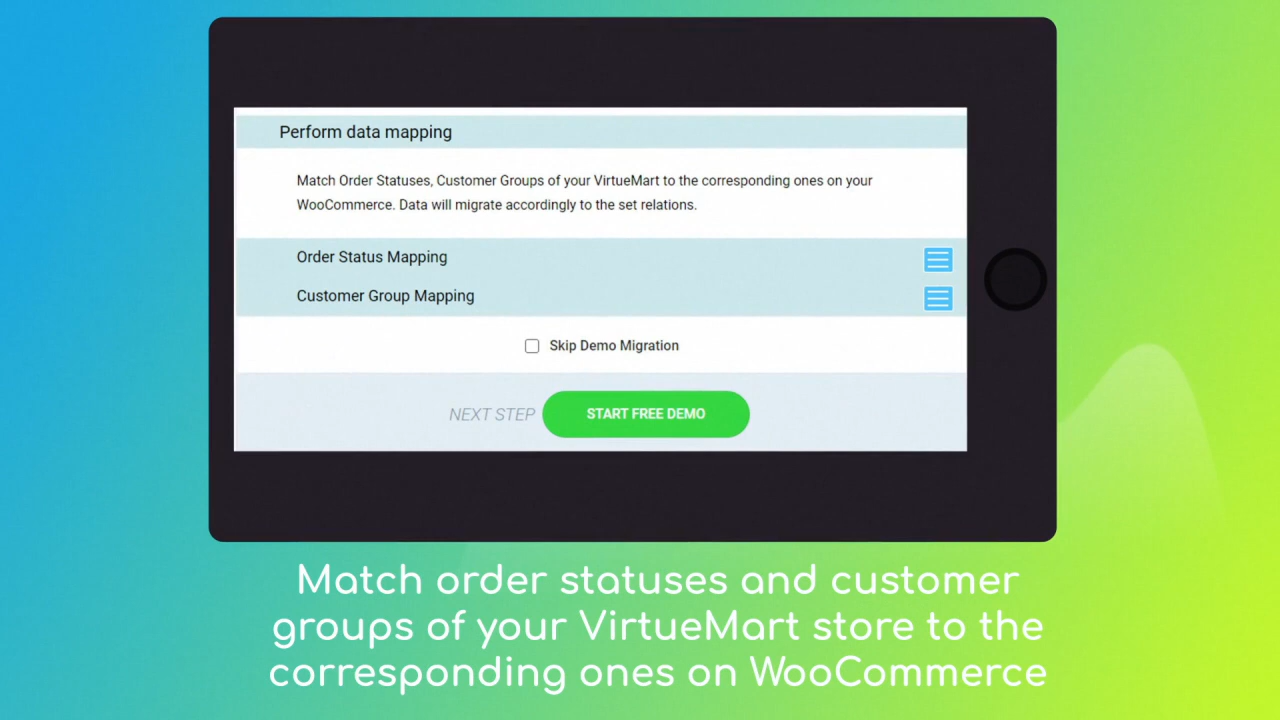 Perform data mapping
Match Order Statuses, Customer Groups of your VirtueMart to the corresponding ones on your
WooCommerce. Data will migrate accordingly to the set relations.
Order Status Mapping
Customer Group Mapping
Skip Demo Migration
NEXT STEP START FREE DEMO
Match order statuses and customer
groups of your VirtueMart store to the
corresponding ones on WooCommerce